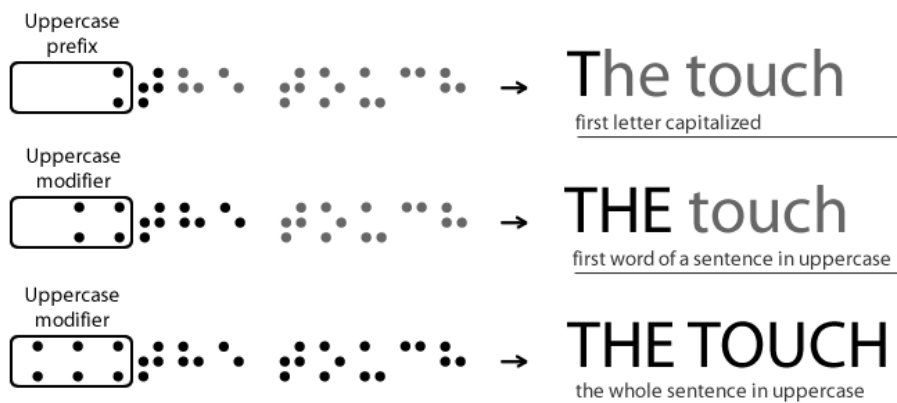 Uppercase
prefix
The touch
first letter capitalized
Uppercase
modifier
THE touch
first word of a sentence in uppercase
Uppercase
modifier
THE TOUCH
the whole sentence in uppercase